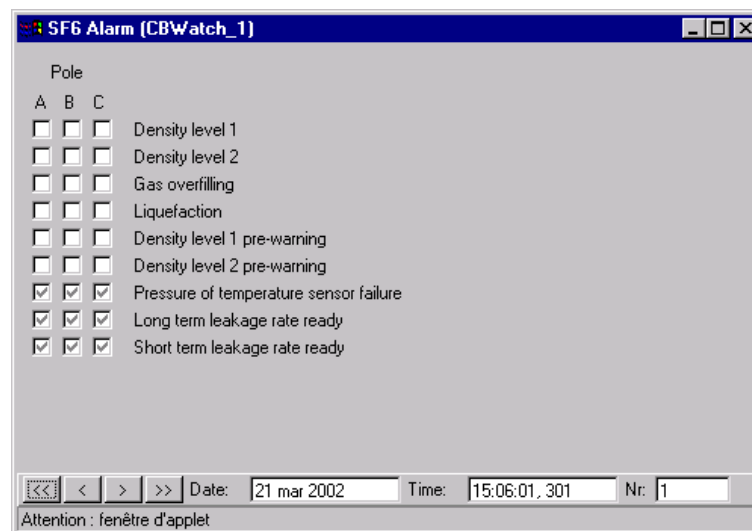 SF6 Alarm (CBWatch_1)
Pole
A B C
Density level 1
Density level 2
Gas overfilling
Liquefaction
Density level 1 pre-warning
Density level 2 pre-warning
Pressure of temperature sensor failure
Long term leakage rate ready
Short term leakage rate ready
<< < > >> Date: 21 mar 2002 Time: 15:06:01, 301 Nr: 1
Attention : fenêtre d'applet